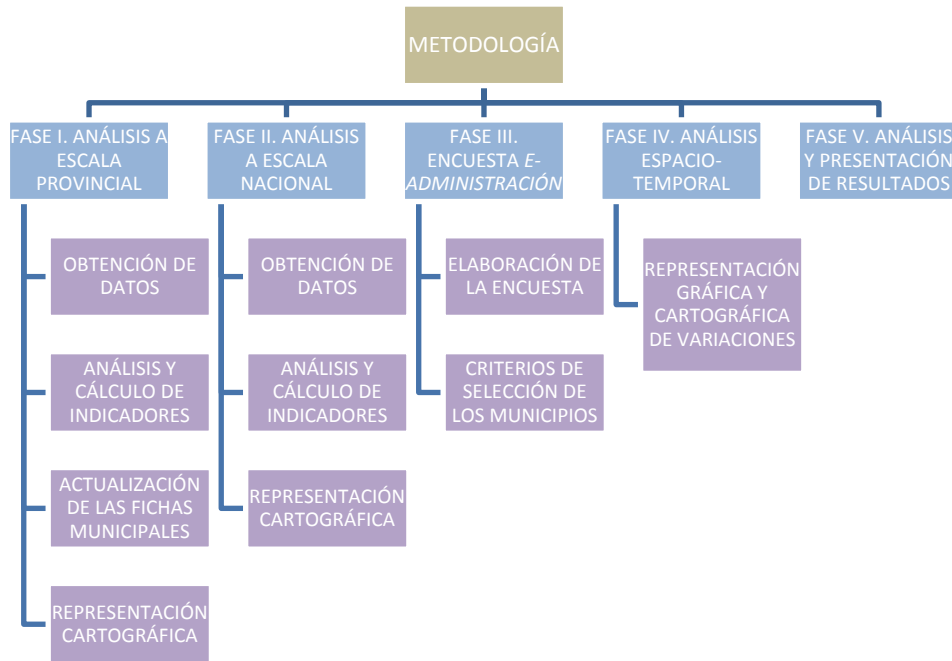 METODOLOGÍA
FASE I. ANÁLISIS A
ESCALA
PROVINCIAL
OBTENCIÓN DE
DATOS
ANÁLISIS Y
CÁLCULO DE
INDICADORES
ACTUALIZACIÓN
DE LAS FICHAS
MUNICIPALES
REPRESENTACIÓN
CARTOGRÁFICA
FASE II. ANÁLISIS
A ESCALA
NACIONAL
OBTENCIÓN DE
DATOS
ANÁLISIS Y
CÁLCULO DE
INDICADORES
REPRESENTACIÓN
CARTOGRÁFICA
FASE III.
ENCUESTA E-
ADMINISTRACIÓN
ELABORACIÓN DE
LA ENCUESTA
CRITERIOS DE
SELECCIÓN DE
LOS MUNICIPIOS
FASE IV. ANÁLISIS
ESPACIO-
TEMPORAL
REPRESENTACIÓN
GRÁFICA Y
CARTOGRÁFICA
DE VARIACIONES
FASE V. ANÁLISIS
Y PRESENTACIÓN
DE RESULTADOS